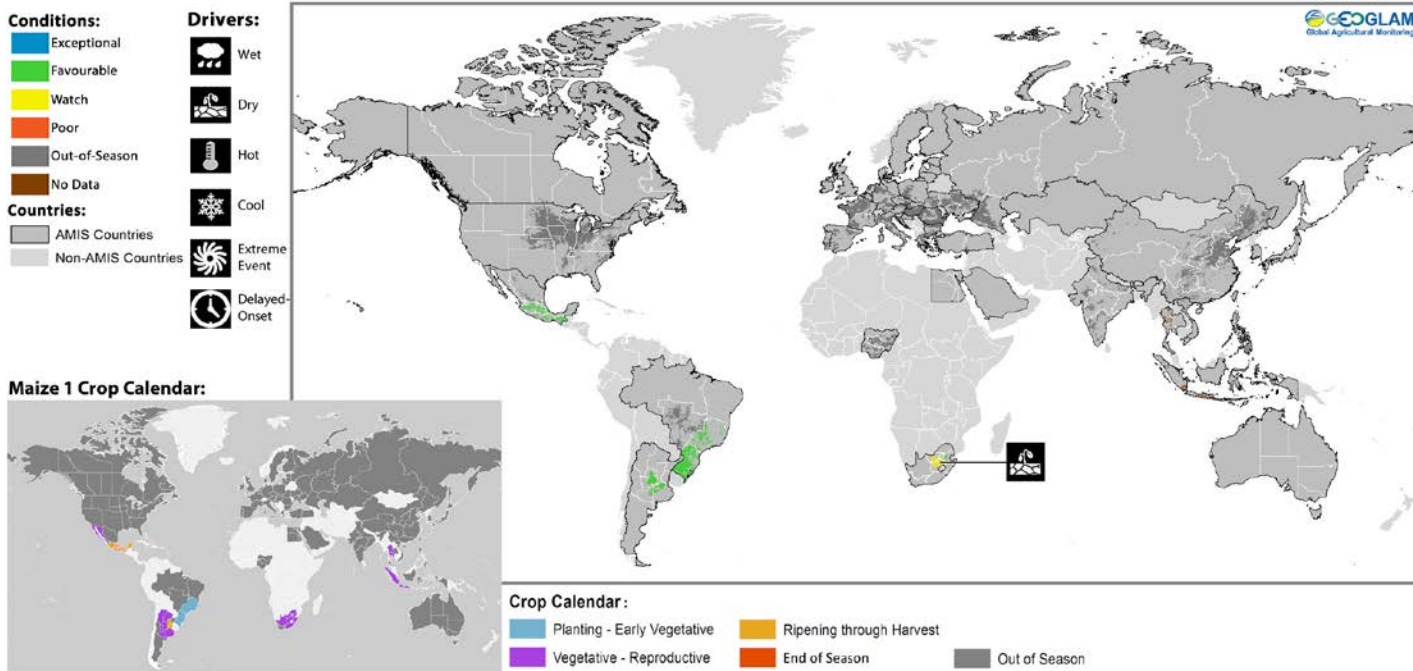 Conditions:
Exceptional
Favourable
Watch
Poor
Out-of-Season
No Data
Countries:
AMIS Countries
Non-AMIS Countries
Drivers:
Wet
Dry
Hot
Cool
Extreme
Event
Delayed-
Onset
GEOGLAM
Global Agricultural Monitoring
Maize 1 Crop Calendar:
Crop Calendar:
Planting - Early Vegetative
Vegetative - Reproductive
Ripening through Harvest
End of Season
Out of Season